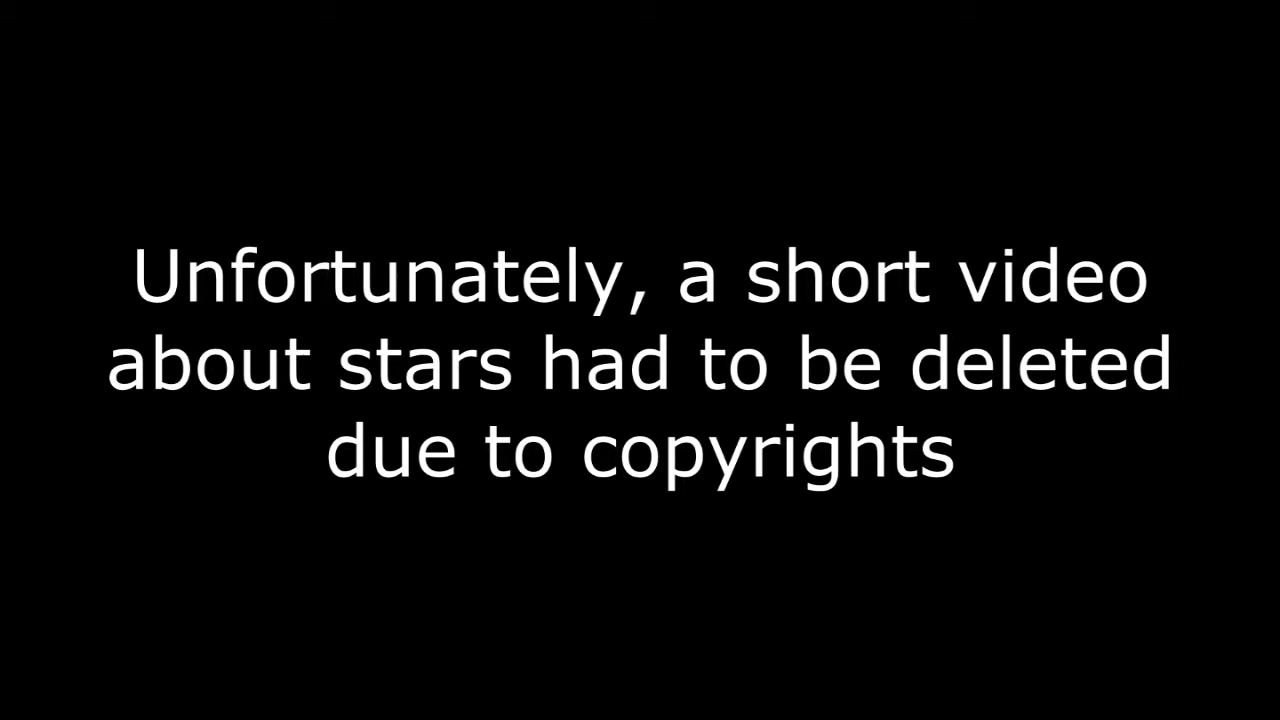 Unfortunately, a short video
about stars had to be deleted
due to copyrights